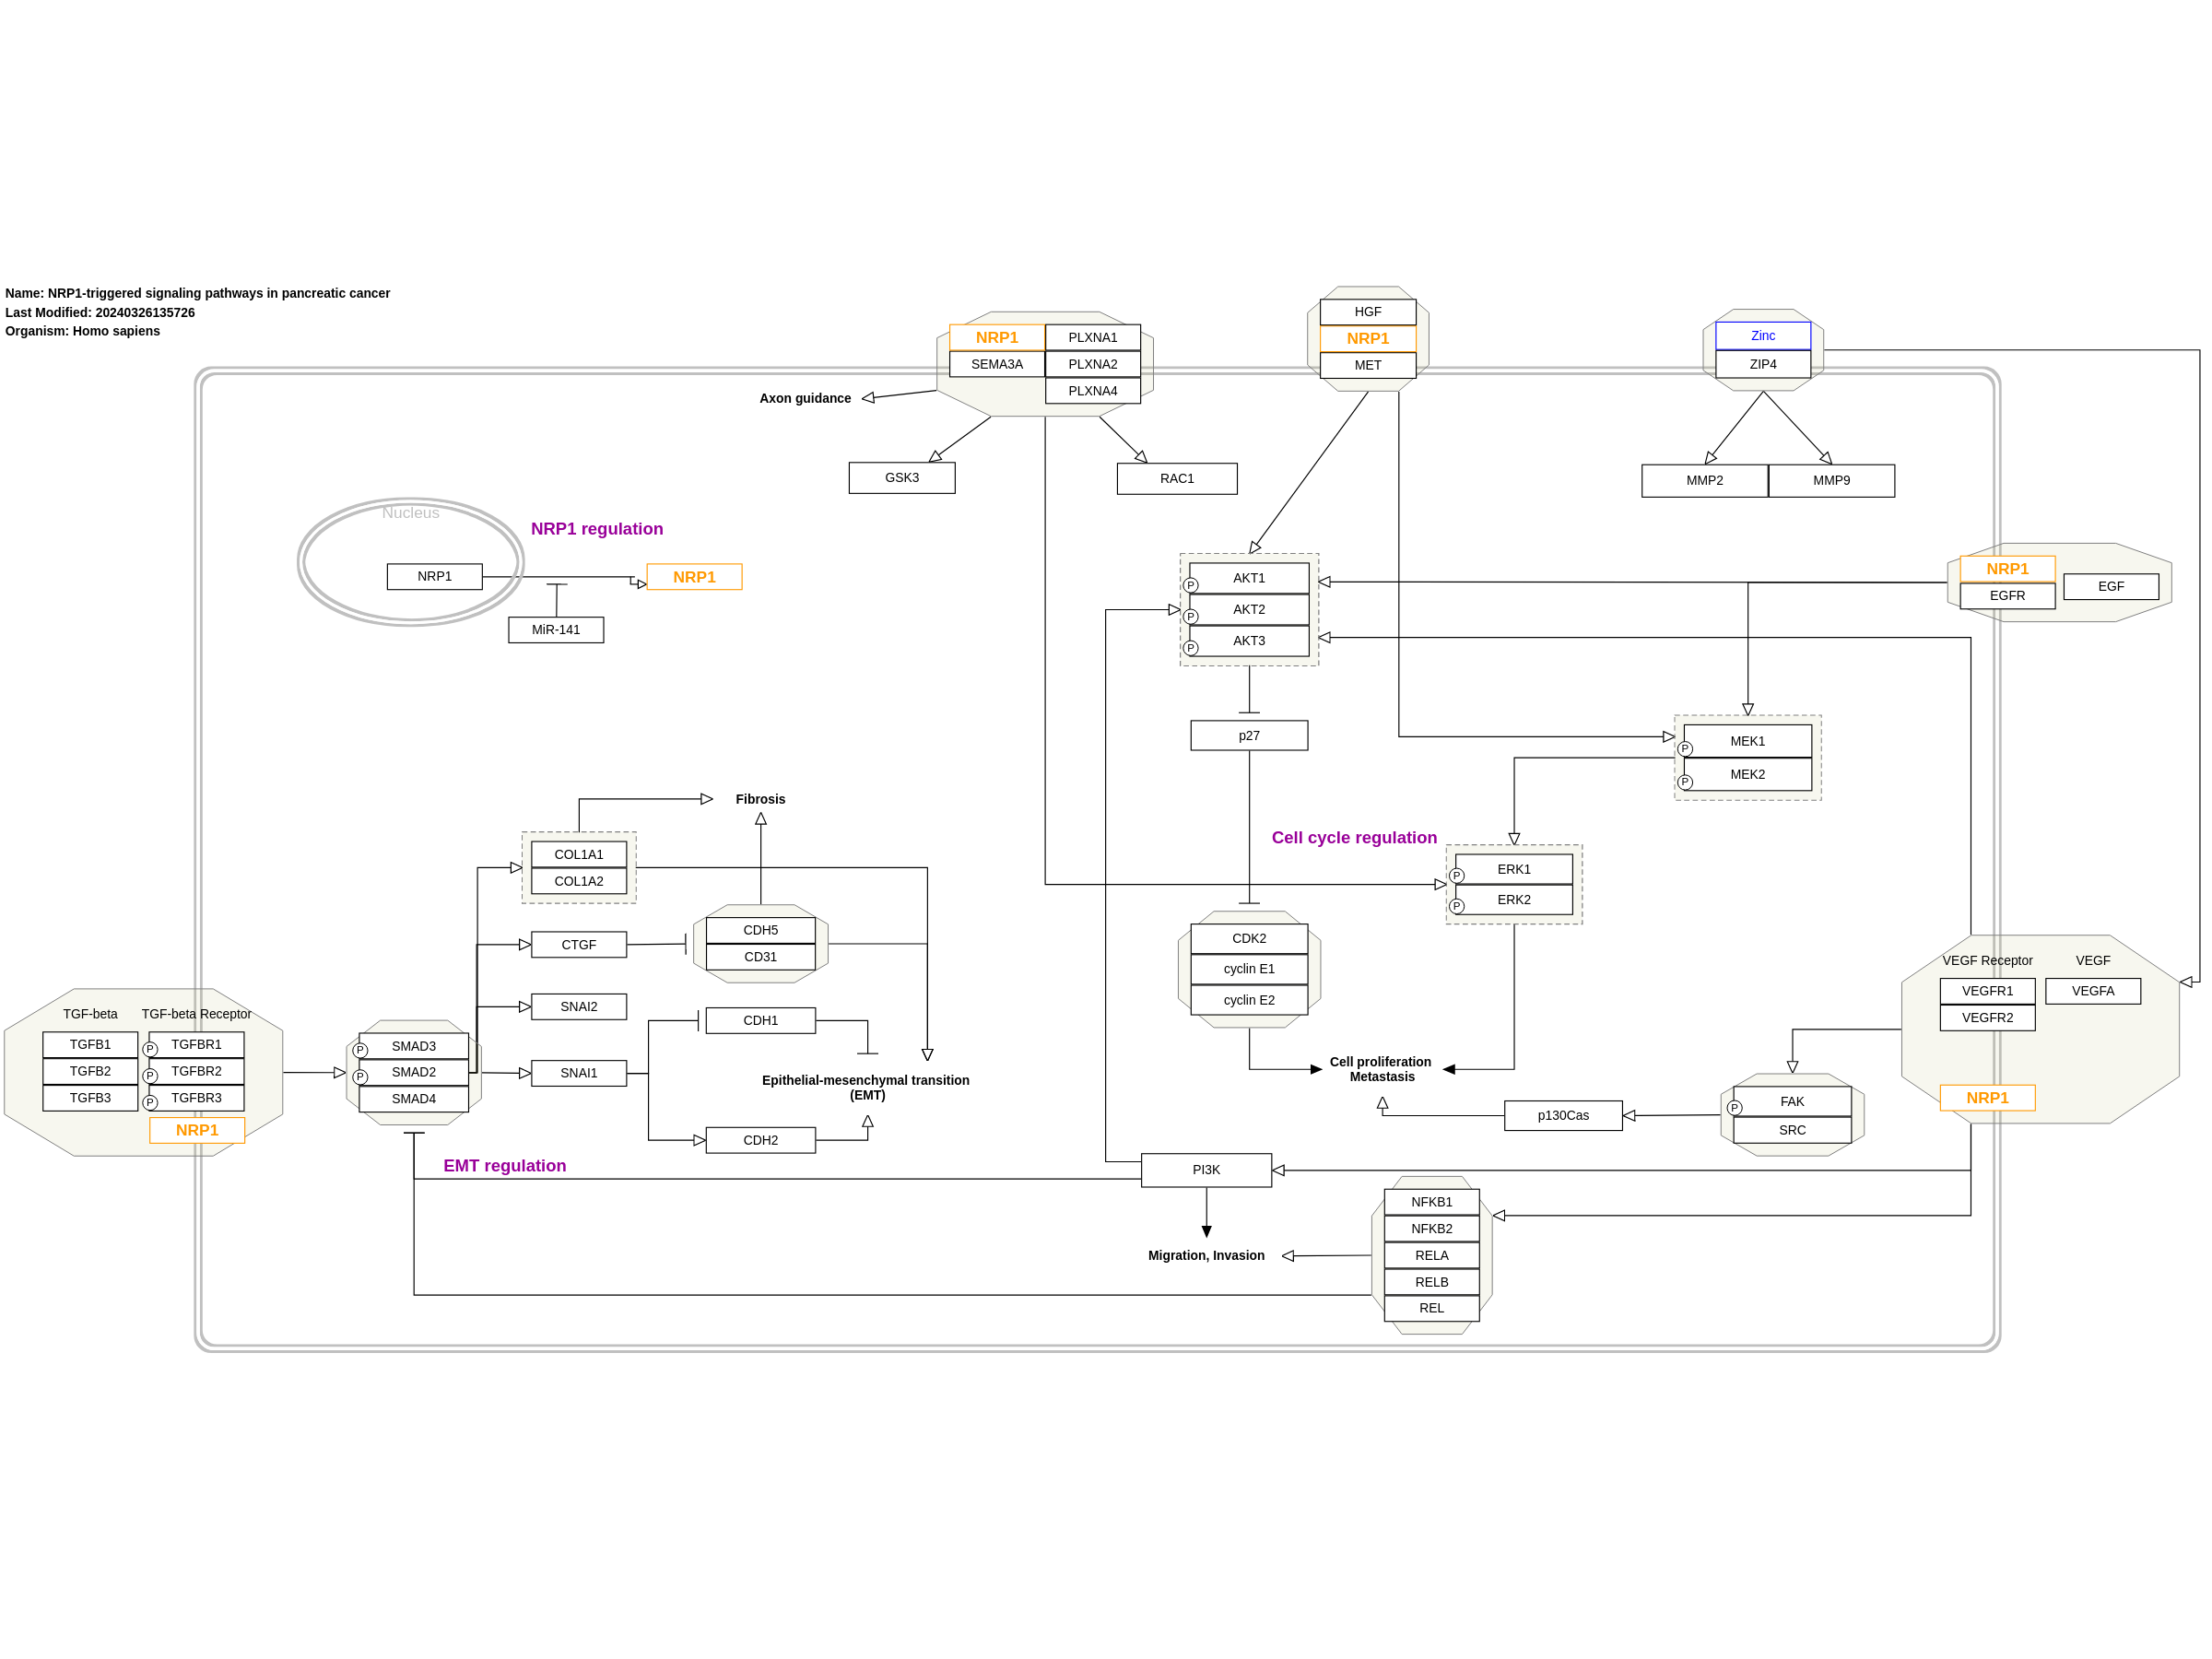 Name: NRP1-triggered signaling pathways in pancreatic cancer
Last Modified: 20240326135726
Organism: Homo sapiens
NRP1
SEMA3A
PLXNA1
PLXNA2
PLXNA4
HGF
NRP1
MET
Zinc
ZIP4
Axon guidance
GSK3
RAC1
MMP2
MMP9
Nucleus
NRP1 regulation
NRP1
NRP1
MiR-141
P
AKT1
P
AKT2
P
AKT3
NRP1
EGFR
EGF
p27
P
MEK1
P
MEK2
Fibrosis
Cell cycle regulation
COL1A1
COL1A2
P
ERK1
P
ERK2
CTGF
CDH5
CD31
CDK2
cyclin E1
cyclin E2
VEGF Receptor
VEGF
VEGFR1
VEGFR2
VEGFA
NRP1
TGF-beta
TGF-beta Receptor
TGFB1
TGFB2
TGFB3
P
TGFBR1
P
TGFBR2
P
TGFBR3
NRP1
P
SMAD3
P
SMAD2
SMAD4
SNAI2
SNAI1
CDH1
Epithelial-mesenchymal transition
(EMT)
CDH2
Cell proliferation
Metastasis
p130Cas
P
FAK
SRC
EMT regulation
PI3K
NFKB1
NFKB2
RELA
RELB
REL
Migration, Invasion